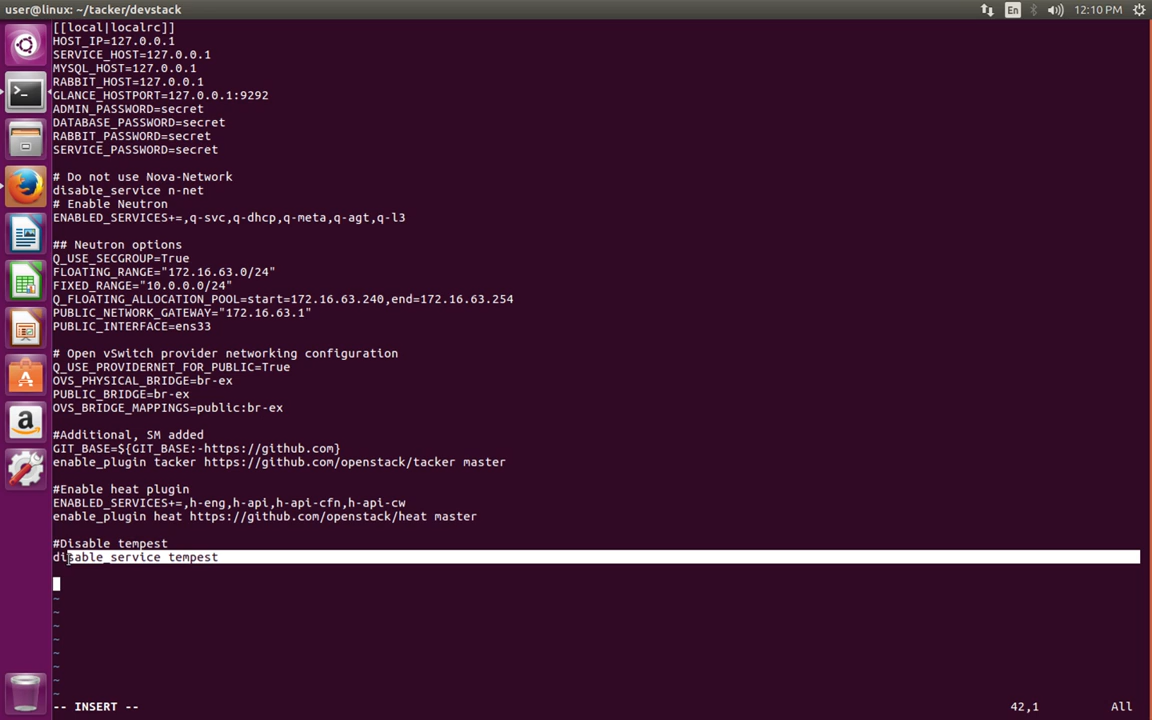 user@linux: ~/tacker/devstack
En
12:10 PM
[[local|localrc]]
HOST_IP=127.0.0.1
SERVICE_HOST=127.0.0.1
MYSQL_HOST=127.0.0.1
RABBIT_HOST=127.0.0.1
GLANCE_HOSTPORT=127.0.0.1:9292
ADMIN_PASSWORD=secret
DATABASE_PASSWORD=secret
RABBIT_PASSWORD=secret
SERVICE_PASSWORD=secret
# Do not use Nova-Network
disable_service n-net
# Enable Neutron
ENABLED_SERVICES+=,q-svc,q-dhcp,q-meta,q-agt,q-l3
## Neutron options
Q_USE_SECGROUP=True
FLOATING_RANGE="172.16.63.0/24"
FIXED_RANGE="10.0.0.0/24"
Q_FLOATING_ALLOCATION_POOL=start=172.16.63.240,end=172.16.63.254
PUBLIC_NETWORK_GATEWAY="172.16.63.1"
PUBLIC_INTERFACE=ens33
# Open vSwitch provider networking configuration
Q_USE_PROVIDERNET_FOR_PUBLIC=True
OVS_PHYSICAL_BRIDGE=br-ex
PUBLIC_BRIDGE=br-ex
OVS_BRIDGE_MAPPINGS=public:br-ex
#Additional, SM added
GIT_BASE=${GIT_BASE:-https://github.com}
enable_plugin tacker https://github.com/openstack/tacker master
#Enable heat plugin
ENABLED_SERVICES+=,h-eng,h-api,h-api-cfn,h-api-cw
enable_plugin heat https://github.com/openstack/heat master
#Disable tempest
disable_service tempest
~
~
~
~
~
~
~
~
-- INSERT --
42,1
All